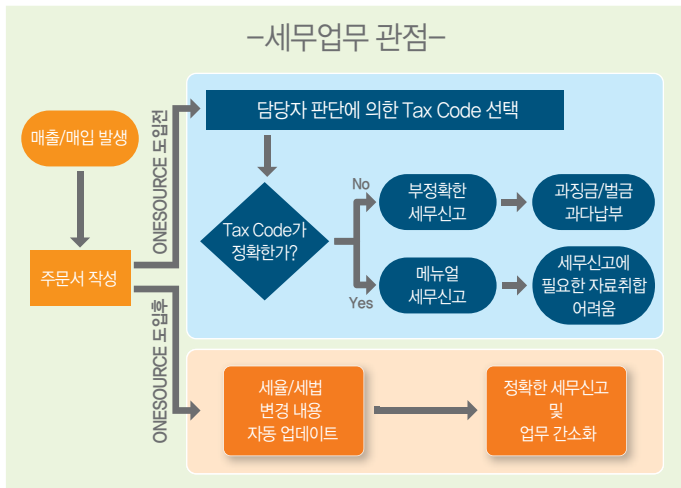 –세무업무 관점–
매출/매입 발생
주문서 작성
ONESOURCE 도입전
담당자 판단에 의한 Tax Code 선택
Tax Code가
정확한가?
No
부정확한
세무신고
과징금/벌금
과다납부
Yes
메뉴얼
세무신고
세무신고에
필요한 자료취합
어려움
ONESOURCE 도입후
세율/세법
변경 내용
자동 업데이트
정확한 세무신고
및
업무 간소화